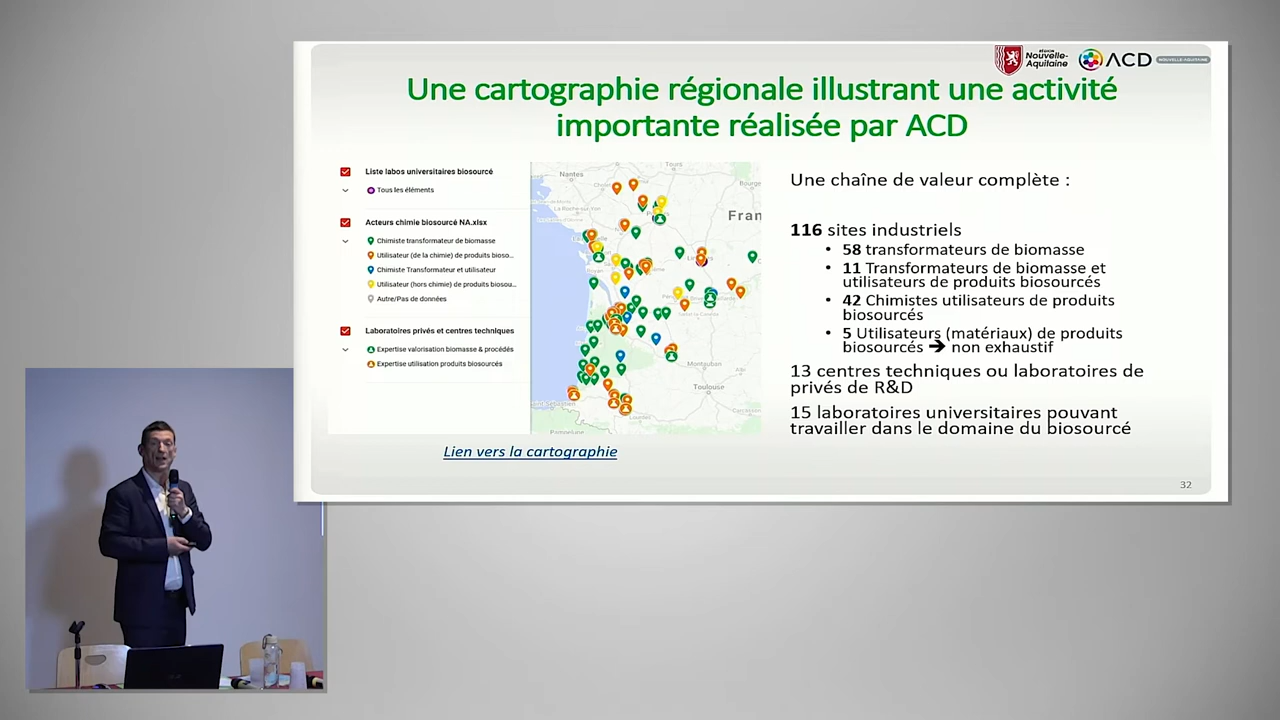 RÉGION
Nouvelle-
Aquitaine
ACD
NOUVELLE-AQUITAINE
Une cartographie régionale illustrant une activité
importante réalisée par ACD
Liste labos universitaires biosourcé
Tous les éléments
Acteurs chimie biosourcé NA.xlsx
Chimiste transformateur de biomasse
Utilisateur (de la chimie) de produits bioso...
Chimiste Transformateur et utilisateur
Utilisateur (hors chimie) de produits biosou...
Autre/Pas de données
Laboratoires privés et centres techniques
Expertise valorisation biomasse & procédés
Expertise utilisation produits biosourcés
Tours
Nantes
Bourge
Fran
Royan
Montauban
Toulouse
Lourdes
Pampelune
Lien vers la cartographie
Une chaîne de valeur complète :
116 sites industriels
• 58 transformateurs de biomasse
• 11 Transformateurs de biomasse et
utilisateurs de produits biosourcés
• 42 Chimistes utilisateurs de produits
biosourcés
• 5 Utilisateurs (matériaux) de produits
biosourcés ➔ non exhaustif
13 centres techniques ou laboratoires de
privés de R&D
15 laboratoires universitaires pouvant
travailler dans le domaine du biosourcé
32